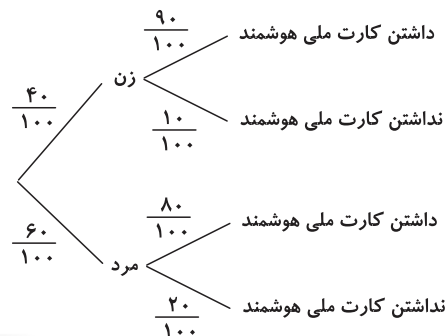 ۹۰/۱۰۰
داشتن کارت ملی هوشمند
زن
۴۰/۱۰۰
۱۰/۱۰۰
نداشتن کارت ملی هوشمند
۸۰/۱۰۰
داشتن کارت ملی هوشمند
۶۰/۱۰۰
مرد
۲۰/۱۰۰
نداشتن کارت ملی هوشمند